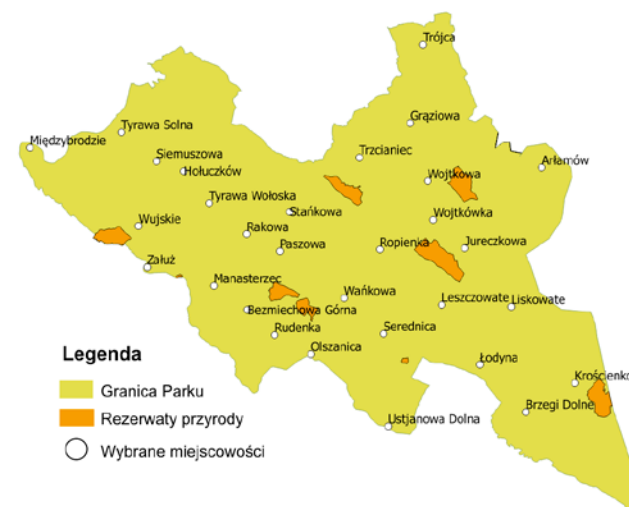 Trójca
Grąziowa
Tyrawa Solna
Międzybrodzie
Siemuszowa
Trzcianiec
Arłamów
Hołuczków
Wojtkowa
Tyrawa Wołoska
Stańkowa
Wojtkówka
Wujskie
Rakowa
Paszowa
Ropienka
Jureczkowa
Załuż
Manasterzec
Wańkowa
Leszczowate
Liskowate
Bezmiechowa Górna
Rudenka
Serednica
Olszanica
Łodyna
Krościenko
Brzegi Dolne
Ustjanowa Dolna
Legenda
Granica Parku
Rezerwaty przyrody
Wybrane miejscowości